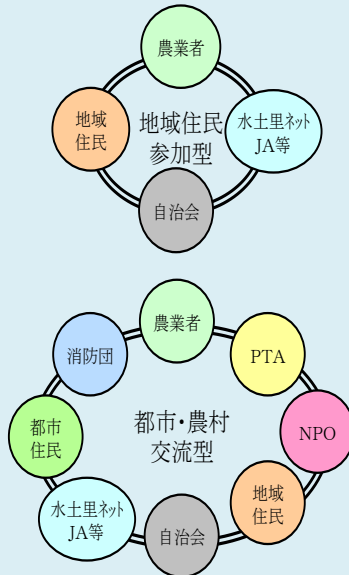 農業者
地域
住民
地域住民
参加型
水土里ネット
JA等
自治会
農業者
消防団
PTA
都市
住民
都市・農村
交流型
NPO
水土里ネット
JA等
地域
住民
自治会